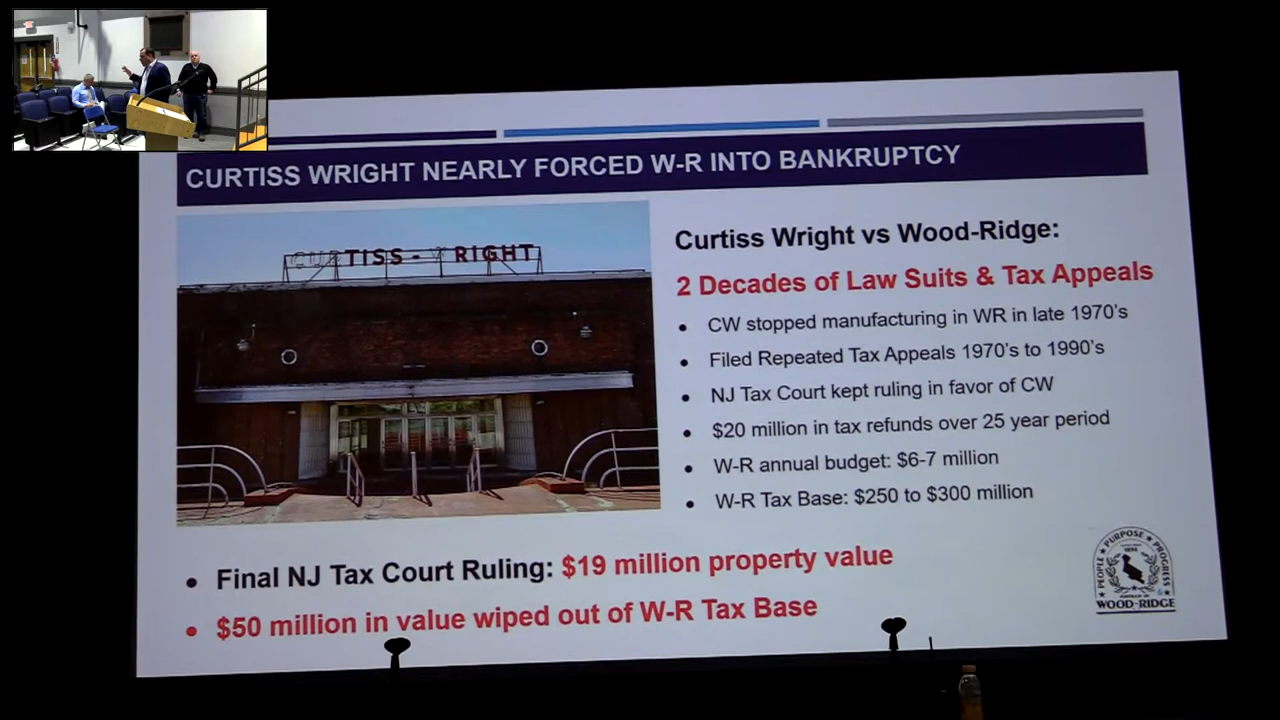 CURTISS WRIGHT NEARLY FORCED W-R INTO BANKRUPTCY
CURTISS - RIGHT
Curtiss Wright vs Wood-Ridge:
2 Decades of Law Suits & Tax Appeals
• CW stopped manufacturing in WR in late 1970's
• Filed Repeated Tax Appeals 1970's to 1990's
• NJ Tax Court kept ruling in favor of CW
• $20 million in tax refunds over 25 year period
• W-R annual budget: $6-7 million
• W-R Tax Base: $250 to $300 million
• Final NJ Tax Court Ruling: $19 million property value
• $50 million in value wiped out of W-R Tax Base
PEOPLE ★ PURPOSE ★ PROGRESS
WOOD-RIDGE